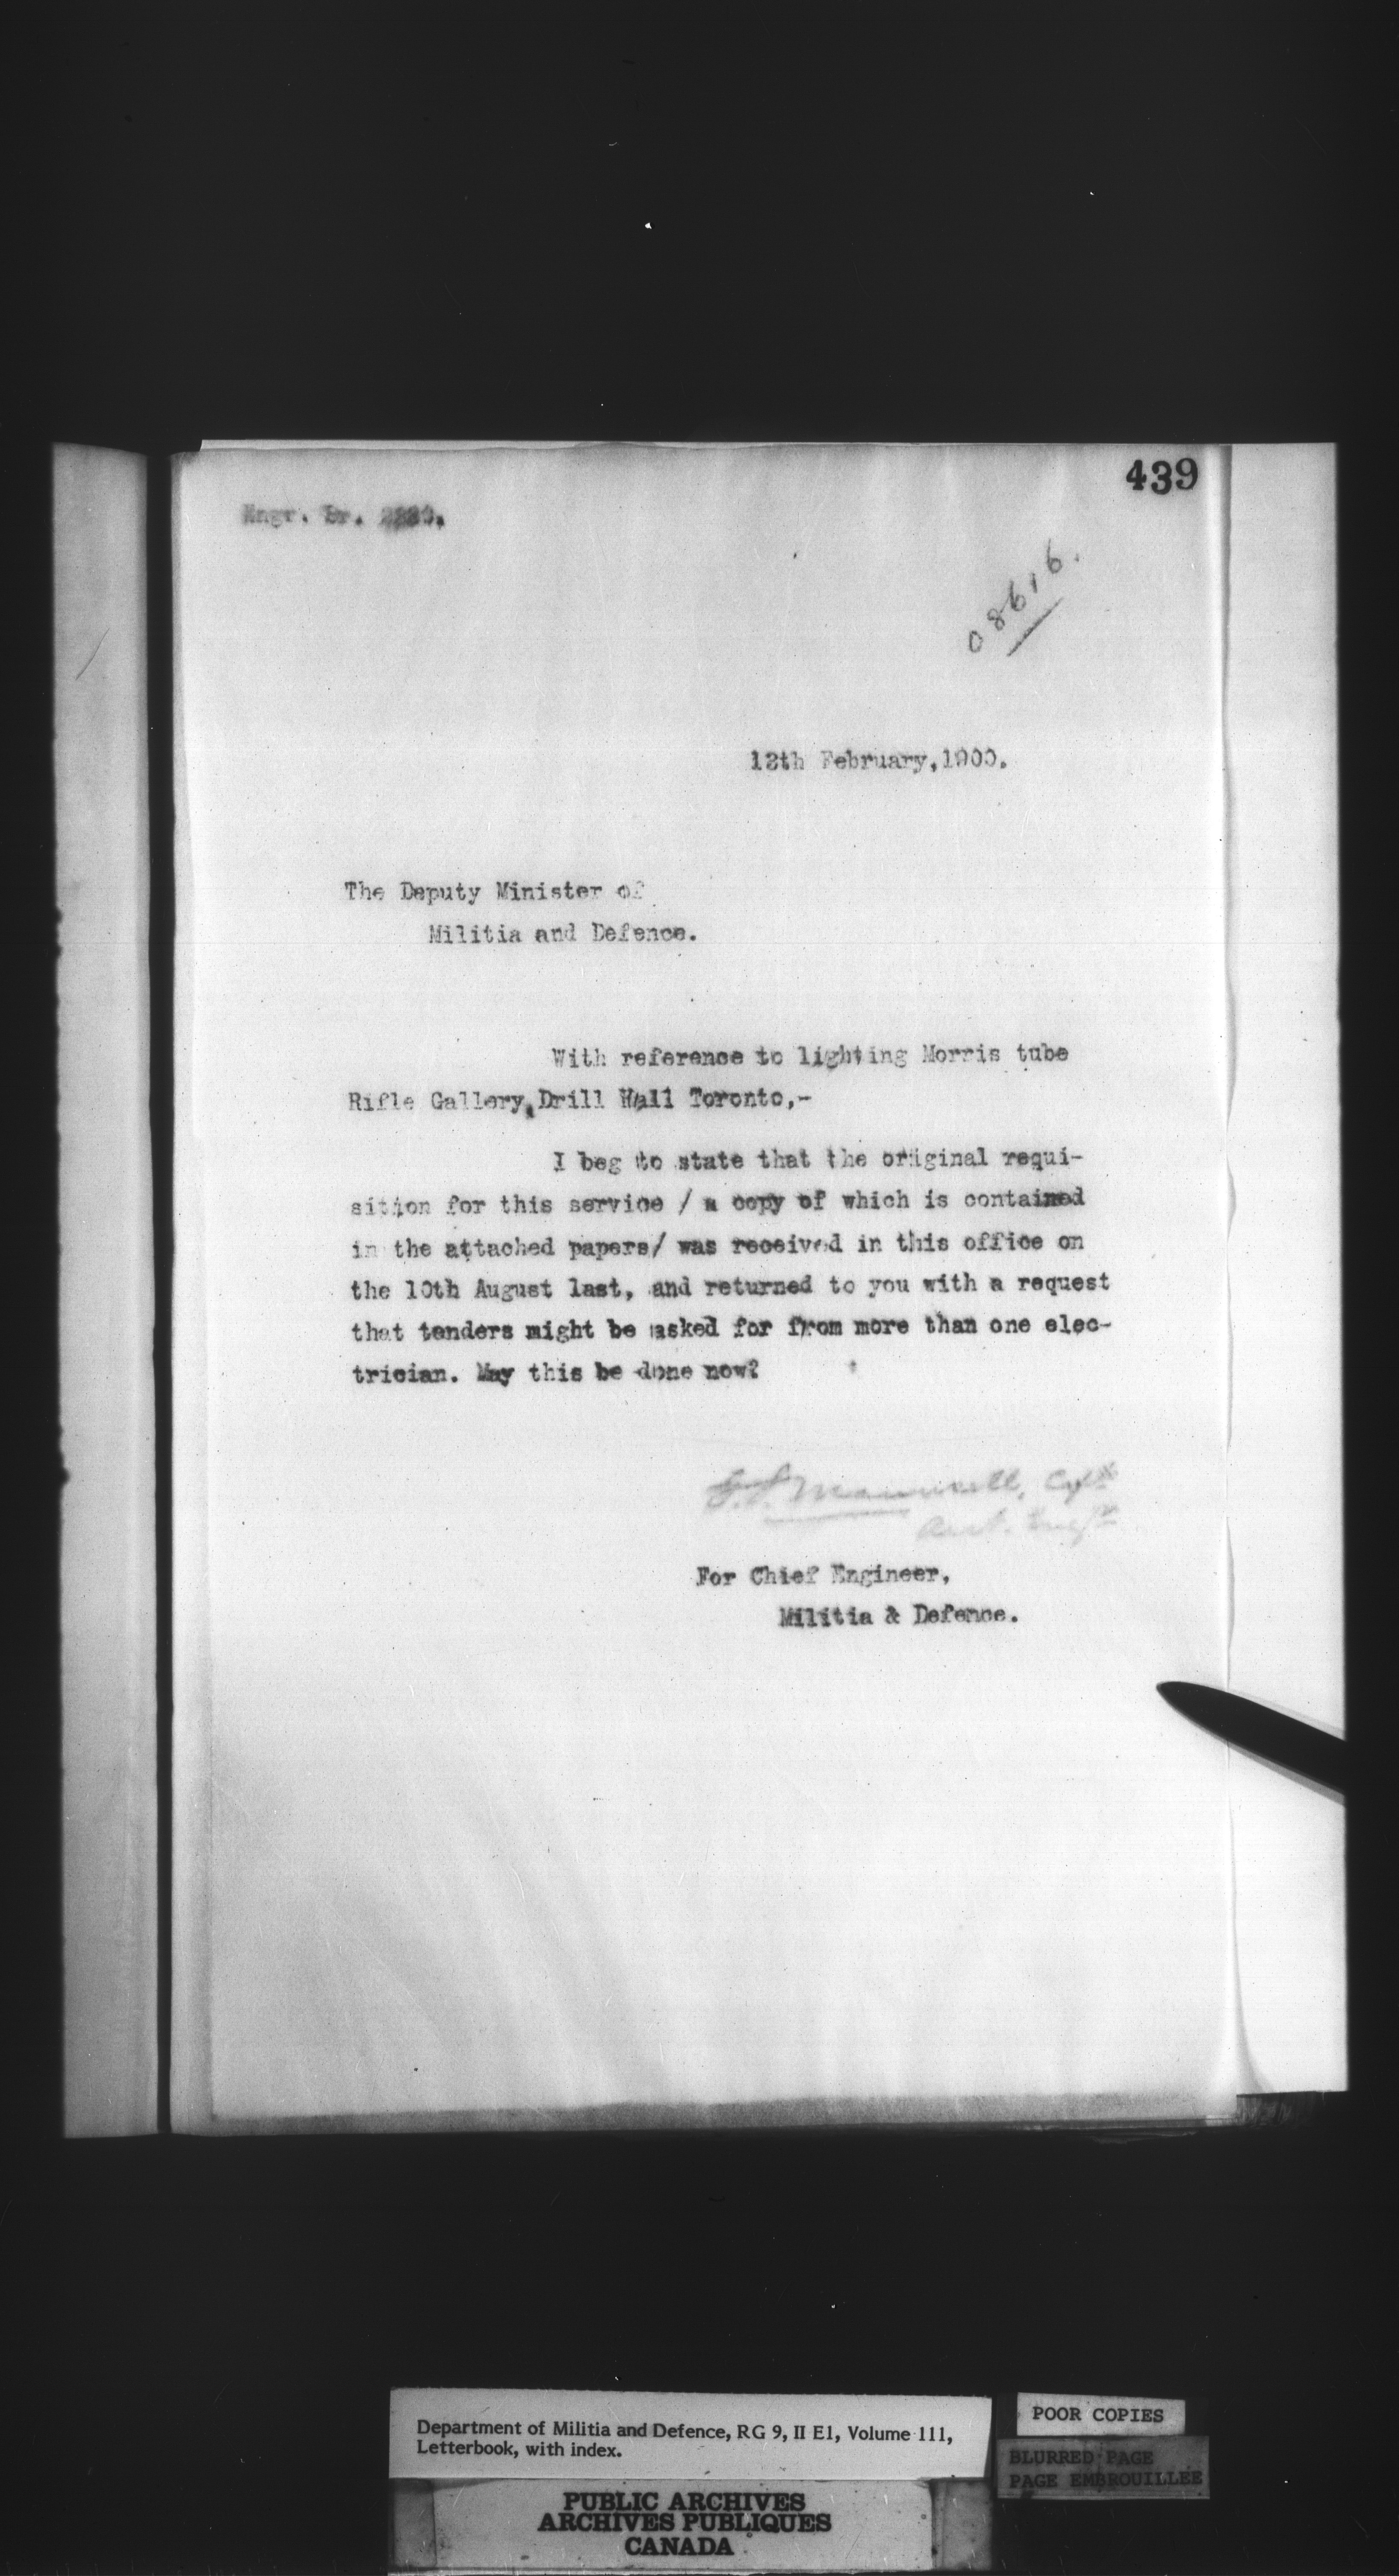 439
Engr. Br.
08616.
February, 1900.
The Deputy Minister of
Militia and Defence.
With reference to lighting Morris tube
Rifle Gallery, Drill Hall Toronto,-
I beg to state that the original requi-
sition for this service / a copy of which is contained
in the attached papers/ was received in this office on
the 10th August last, and returned to you with a request
that tenders might be asked for from more than one elec-
trician. May this be done now?
Capt
For Chief Engineer,
Militia & Defence.
Department of Militia and Defence, RG 9, II E1, Volume 111,
Letterbook, with index.
POOR COPIES
BLURRED PAGE
PAGE EMBROUILLÉE
PUBLIC ARCHIVES
ARCHIVES PUBLIQUES
CANADA